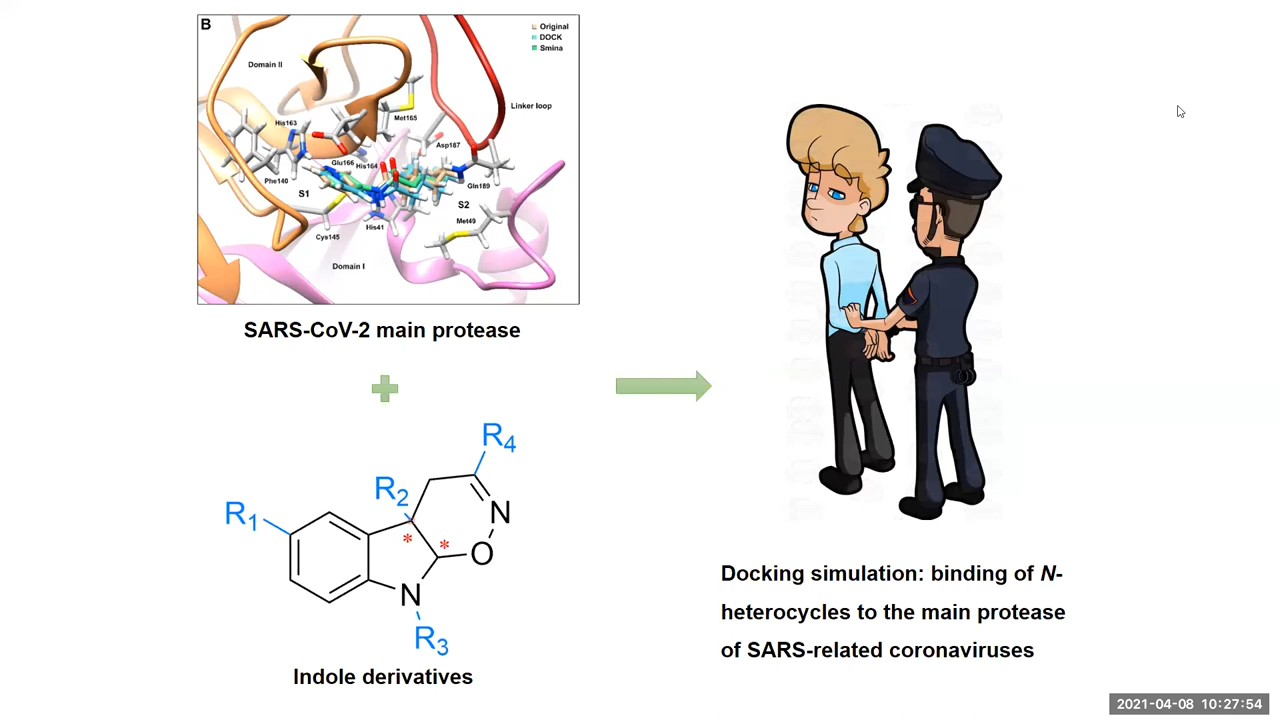 B
Original
DOCK
Smina
Domain II
Linker loop
Met165
His163
Asp187
Glu166
His164
Phe140
Gln189
S1
S2
Met49
His41
Cys145
Domain I
SARS-CoV-2 main protease
R4
R2
R1
N
*
*
O
N
R3
Indole derivatives
Docking simulation: binding of N-
heterocycles to the main protease
of SARS-related coronaviruses
2021-04-08 10:27:54